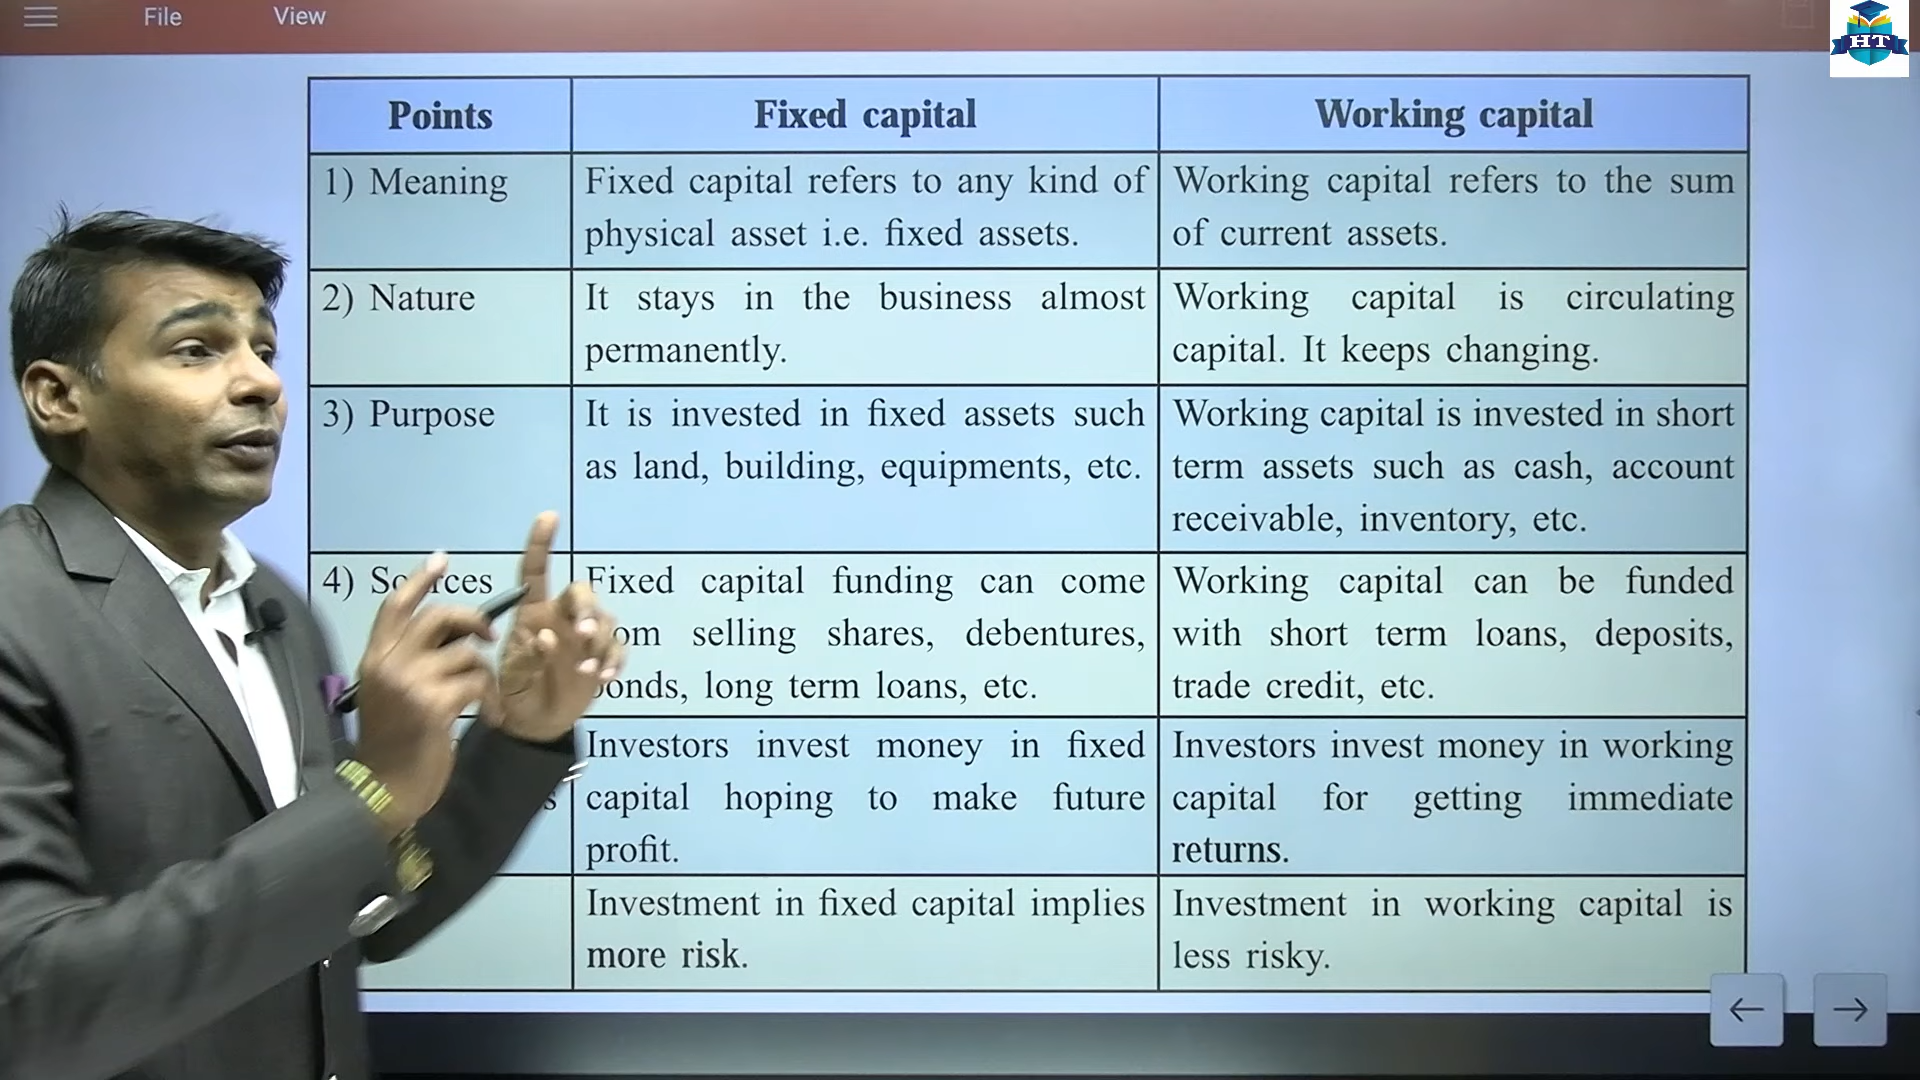 File View
HT
Points Fixed capital Working capital
1) Meaning
Fixed capital refers to any kind of
physical asset i.e. fixed assets.
Working capital refers to the sum
of current assets.
2) Nature
It stays in the business almost
permanently.
Working capital is circulating
capital. It keeps changing.
3) Purpose
It is invested in fixed assets such
as land, building, equipments, etc.
Working capital is invested in short
term assets such as cash, account
receivable, inventory, etc.
4)
Fixed capital funding can come
selling shares, debentures,
long term loans, etc.
Working capital can be funded
with short term loans, deposits,
trade credit, etc.
Investors invest money in fixed
capital hoping to make future
profit.
Investors invest money in working
capital for getting immediate
returns.
Investment in fixed capital implies
more risk.
Investment in working capital is
less risky.